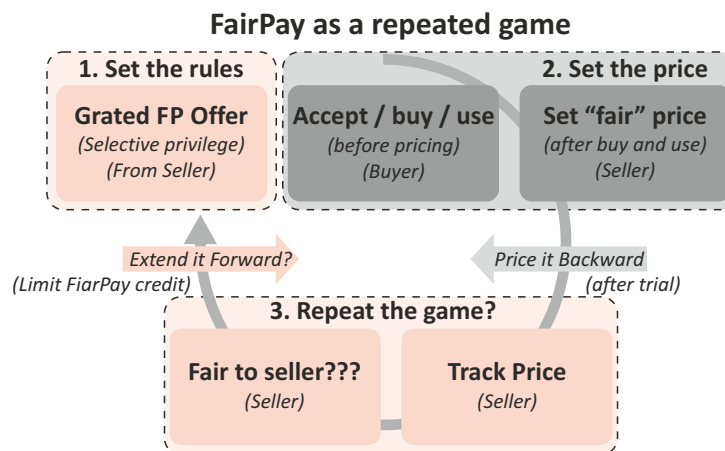 FairPay as a repeated game
1. Set the rules
2. Set the price
Grated FP Offer
(Selective privilege)
(From Seller)
Accept / buy / use
(before pricing)
(Buyer)
Set “fair” price
(after buy and use)
(Seller)
Extend it Forward?
(Limit FiarPay credit)
Price it Backward
(after trial)
3. Repeat the game?
Fair to seller???
(Seller)
Track Price
(Seller)